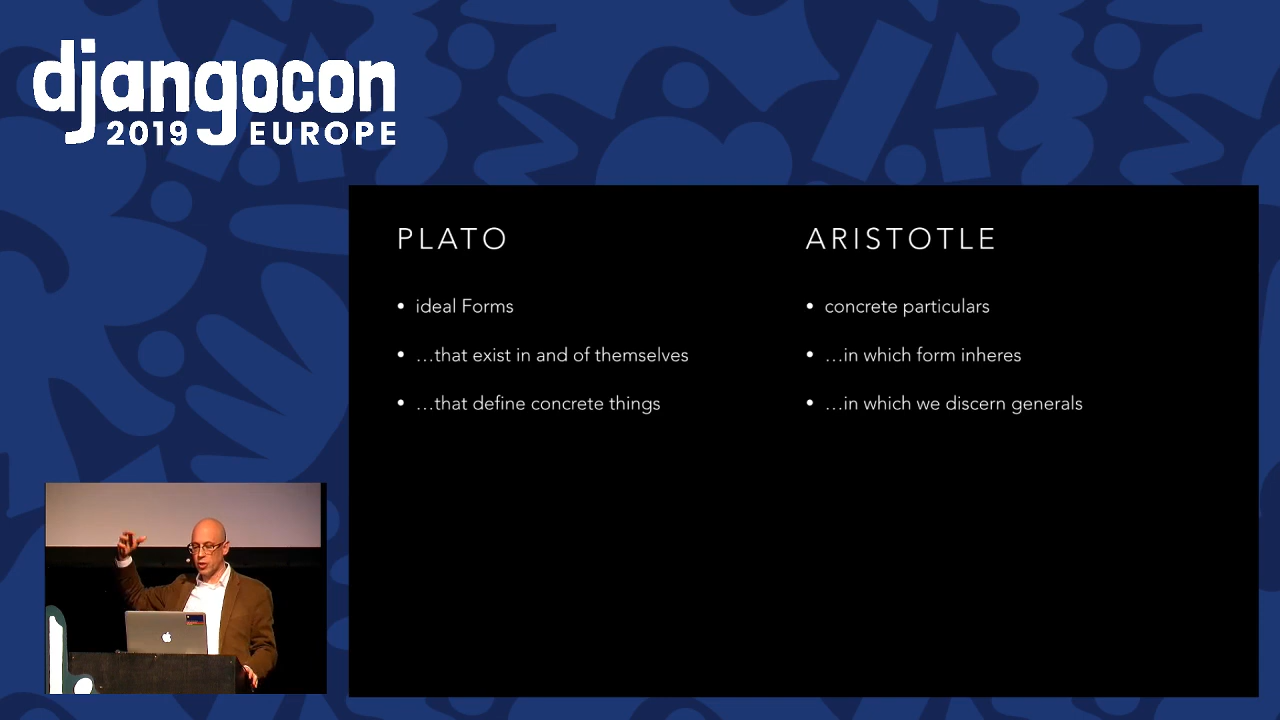 djangocon
2019 EUROPE
PLATO
• ideal Forms
• …that exist in and of themselves
• …that define concrete things
ARISTOTLE
• concrete particulars
• …in which form inheres
• …in which we discern generals